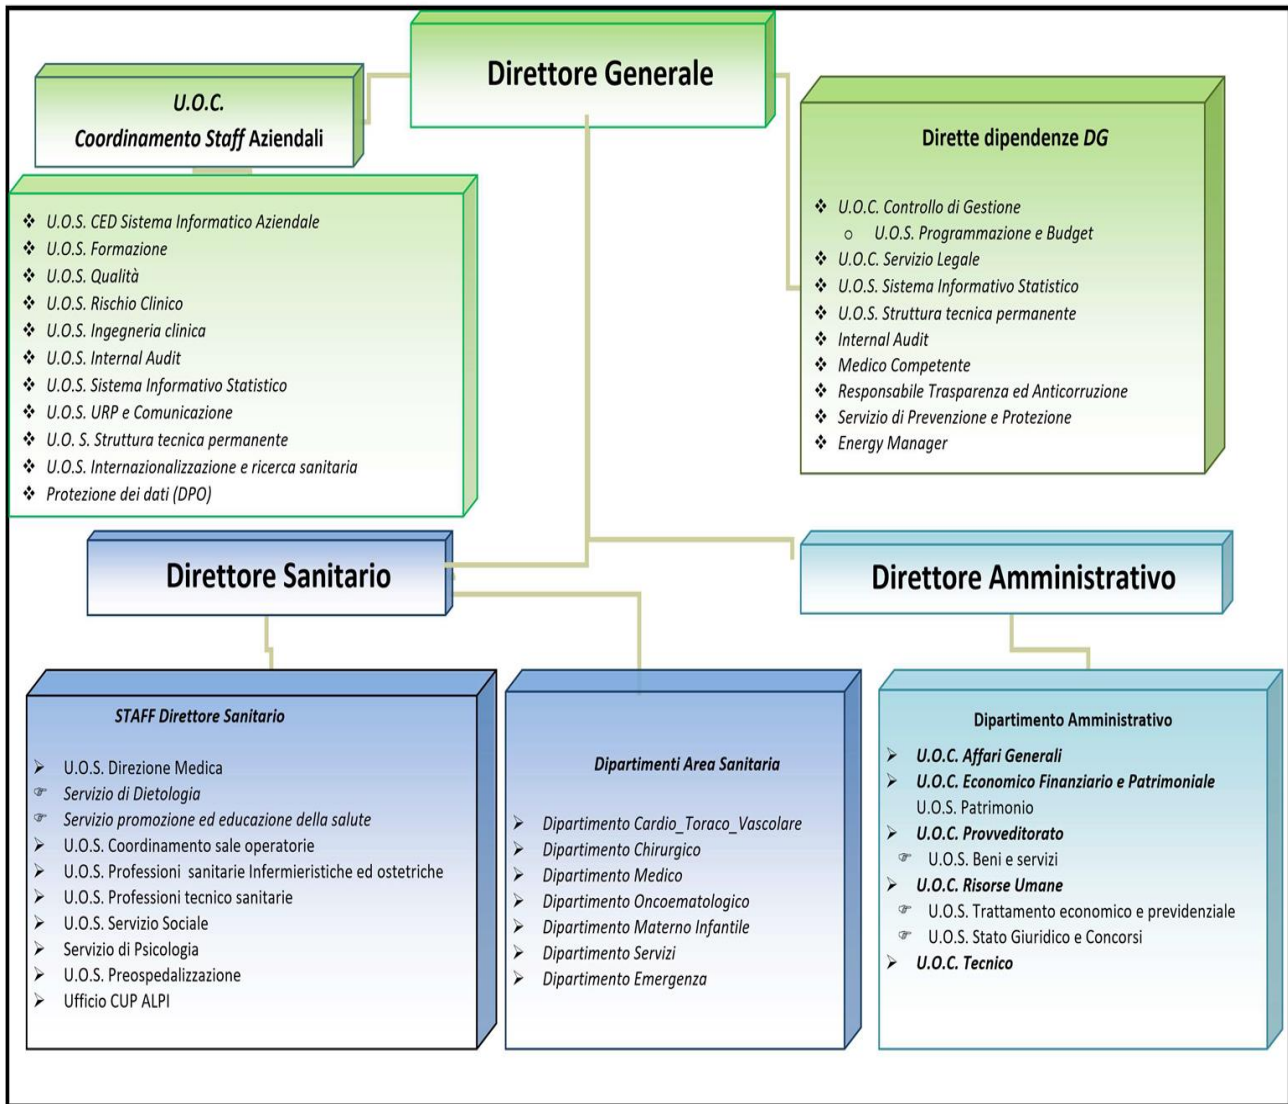 Direttore Generale
U.O.C.
Coordinamento Staff Aziendali
❖ U.O.S. CED Sistema Informatico Aziendale
❖ U.O.S. Formazione
❖ U.O.S. Qualità
❖ U.O.S. Rischio Clinico
❖ U.O.S. Ingegneria clinica
❖ U.O.S. Internal Audit
❖ U.O.S. Sistema Informativo Statistico
❖ U.O.S. URP e Comunicazione
❖ U.O. S. Struttura tecnica permanente
❖ U.O.S. Internazionalizzazione e ricerca sanitaria
❖ Protezione dei dati (DPO)
Dirette dipendenze DG
❖ U.O.C. Controllo di Gestione
o U.O.S. Programmazione e Budget
❖ U.O.C. Servizio Legale
❖ U.O.S. Sistema Informativo Statistico
❖ U.O.S. Struttura tecnica permanente
❖ Internal Audit
❖ Medico Competente
❖ Responsabile Trasparenza ed Anticorruzione
❖ Servizio di Prevenzione e Protezione
❖ Energy Manager
Direttore Sanitario
Direttore Amministrativo
STAFF Direttore Sanitario
➢ U.O.S. Direzione Medica
☞ Servizio di Dietologia
☞ Servizio promozione ed educazione della salute
➢ U.O.S. Coordinamento sale operatorie
➢ U.O.S. Professioni sanitarie Infermieristiche ed ostetriche
➢ U.O.S. Professioni tecnico sanitarie
➢ U.O.S. Servizio Sociale
➢ Servizio di Psicologia
➢ U.O.S. Preospedalizzazione
➢ Ufficio CUP ALPI
Dipartimenti Area Sanitaria
➢ Dipartimento Cardio_Toraco_Vascolare
➢ Dipartimento Chirurgico
➢ Dipartimento Medico
➢ Dipartimento Oncoematologico
➢ Dipartimento Materno Infantile
➢ Dipartimento Servizi
➢ Dipartimento Emergenza
Dipartimento Amministrativo
➢ U.O.C. Affari Generali
➢ U.O.C. Economico Finanziario e Patrimoniale
U.O.S. Patrimonio
➢ U.O.C. Provveditorato
☞ U.O.S. Beni e servizi
➢ U.O.C. Risorse Umane
☞ U.O.S. Trattamento economico e previdenziale
☞ U.O.S. Stato Giuridico e Concorsi
➢ U.O.C. Tecnico